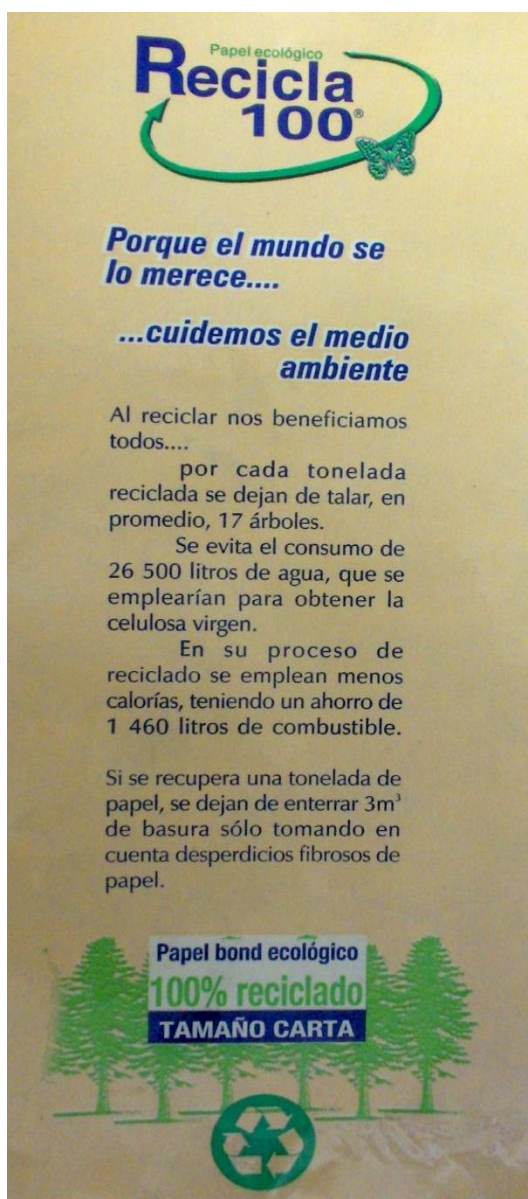 Papel ecológico
Recicla
100®
Porque el mundo se
lo merece....
...cuidemos el medio
ambiente
Al reciclar nos beneficiamos
todos....
por cada tonelada
reciclada se dejan de talar, en
promedio, 17 árboles.
Se evita el consumo de
26 500 litros de agua, que se
emplearían para obtener la
celulosa virgen.
En su proceso de
reciclado se emplean menos
calorías, teniendo un ahorro de
1 460 litros de combustible.
Si se recupera una tonelada de
papel, se dejan de enterrar 3m³
de basura sólo tomando en
cuenta desperdicios fibrosos de
papel.
Papel bond ecológico
100% reciclado
TAMAÑO CARTA